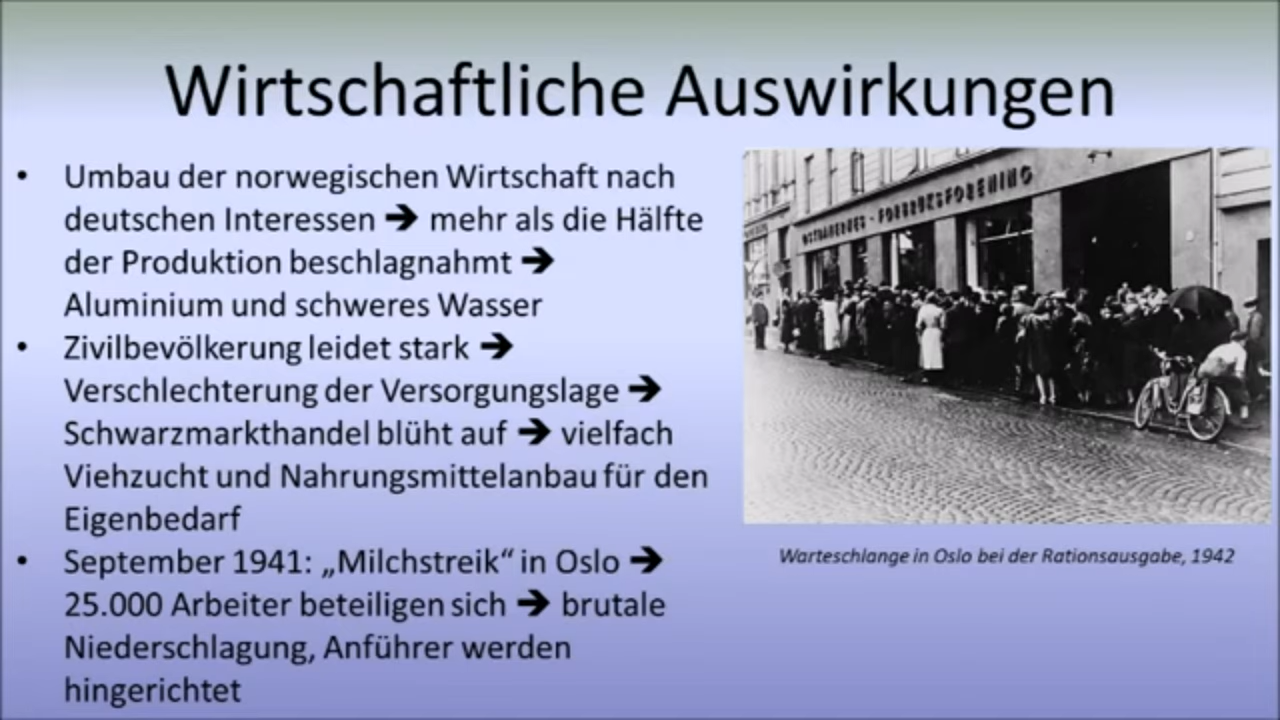 Wirtschaftliche Auswirkungen
• Umbau der norwegischen Wirtschaft nach
deutschen Interessen ➔ mehr als die Hälfte
der Produktion beschlagnahmt ➔
Aluminium und schweres Wasser
• Zivilbevölkerung leidet stark ➔
Verschlechterung der Versorgungslage ➔
Schwarzmarkthandel blüht auf ➔ vielfach
Viehzucht und Nahrungsmittelanbau für den
Eigenbedarf
• September 1941: „Milchstreik“ in Oslo ➔
25.000 Arbeiter beteiligen sich ➔ brutale
Niederschlagung, Anführer werden
hingerichtet
ØSTBANERNES - FORBRUKSFORENING
Warteschlange in Oslo bei der Rationsausgabe, 1942